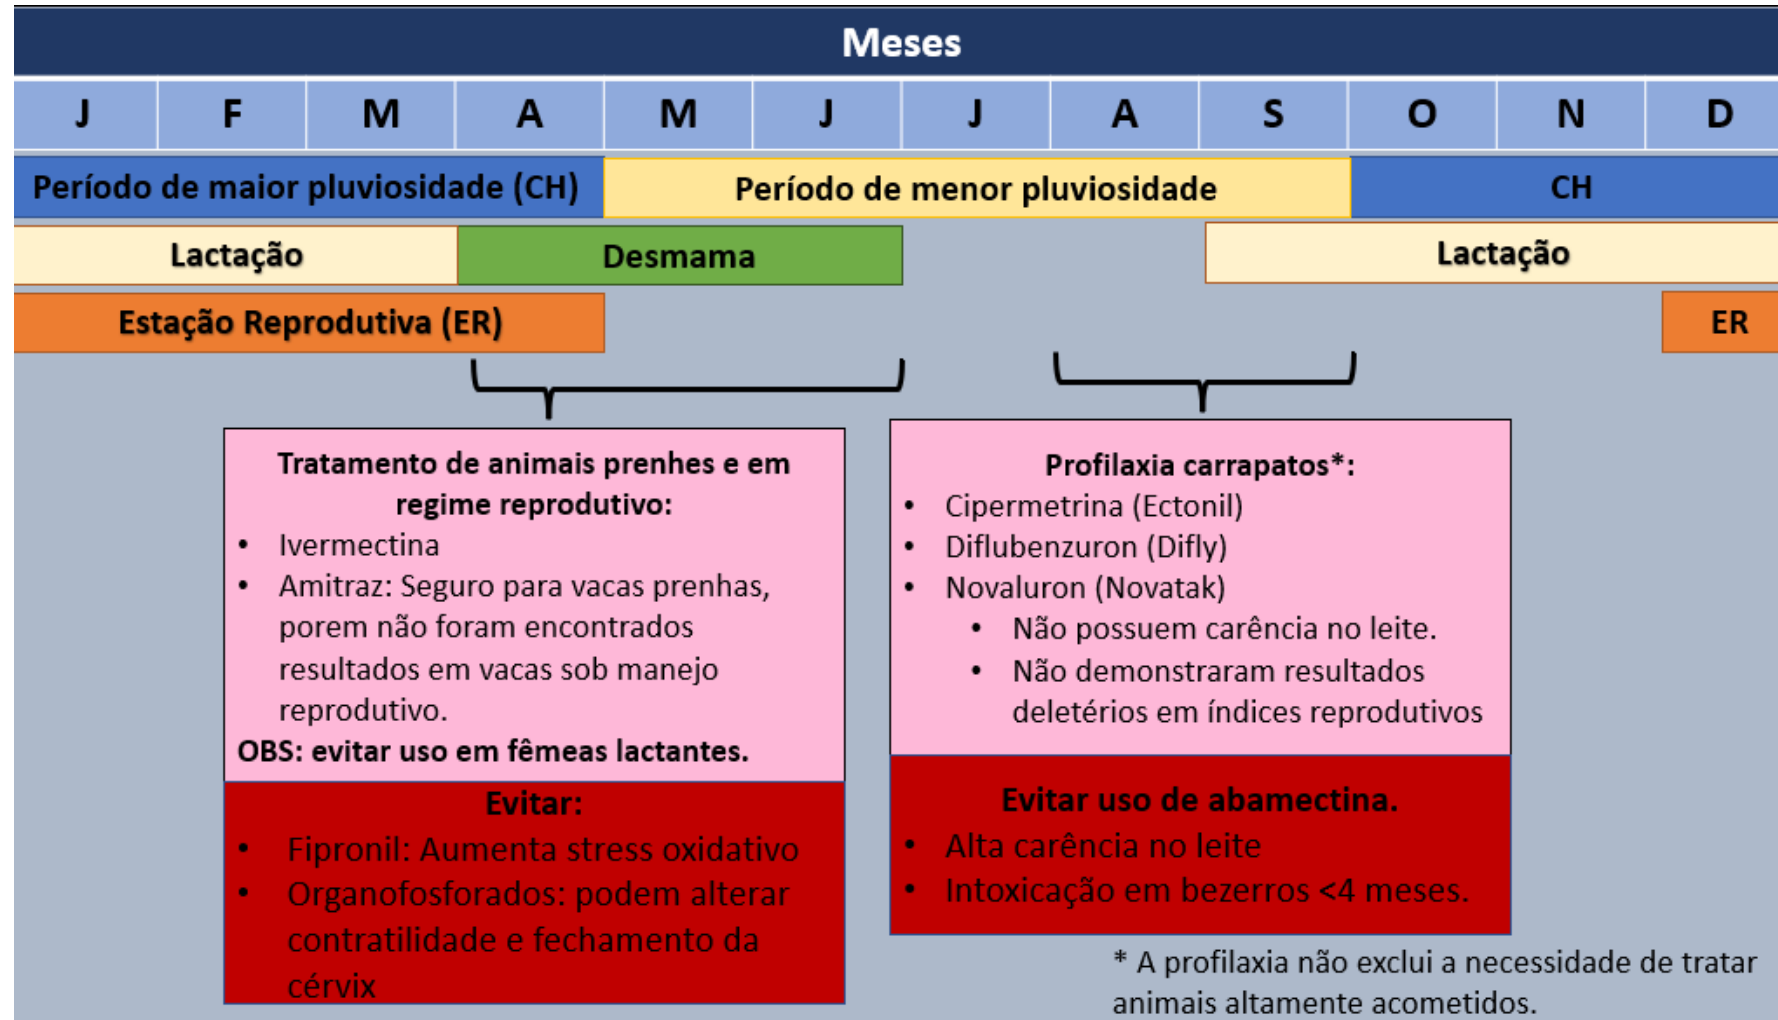 Meses
J F M A M J J A S O N D
Período de maior pluviosidade (CH) Período de menor pluviosidade CH
Lactação Desmama Lactação
Estação Reprodutiva (ER) ER
Tratamento de animais prenhes e em
regime reprodutivo:
• Ivermectina
• Amitraz: Seguro para vacas prenhas,
porem não foram encontrados
resultados em vacas sob manejo
reprodutivo.
OBS: evitar uso em fêmeas lactantes.
Evitar:
• Fipronil: Aumenta stress oxidativo
• Organofosforados: podem alterar
contratilidade e fechamento da
cérvix
Profilaxia carrapatos*:
• Cipermetrina (Ectonil)
• Diflubenzuron (Difly)
• Novaluron (Novatak)
• Não possuem carência no leite.
• Não demonstraram resultados
deletérios em índices reprodutivos
Evitar uso de abamectina.
• Alta carência no leite
• Intoxicação em bezerros <4 meses.
* A profilaxia não exclui a necessidade de tratar
animais altamente acometidos.